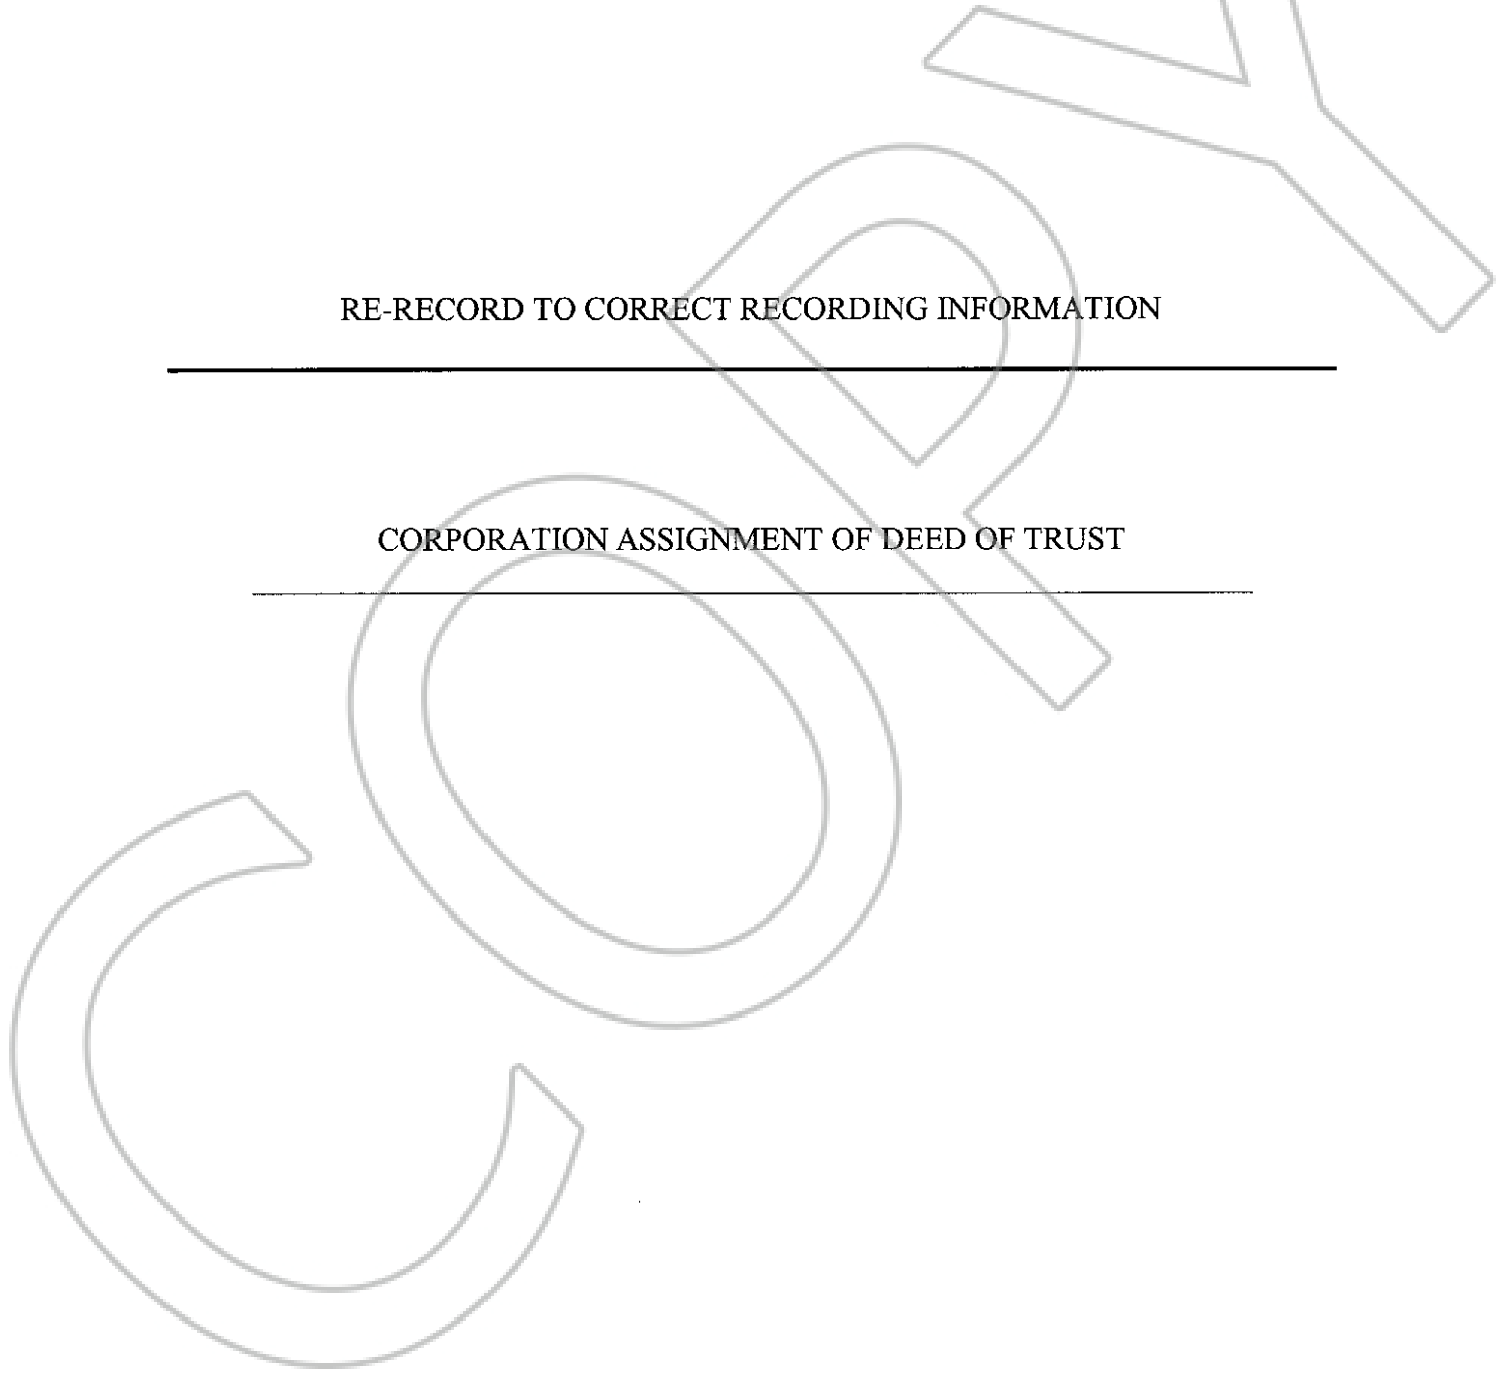 RE-RECORD TO CORRECT RECORDING INFORMATION
CORPORATION ASSIGNMENT OF DEED OF TRUST
COPY